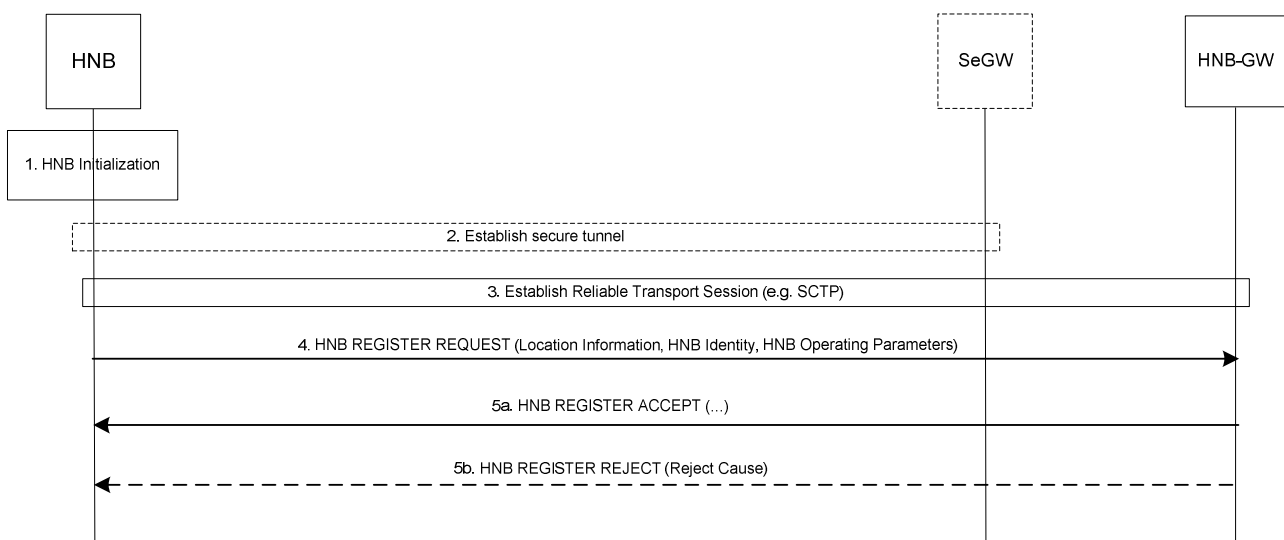 HNB
SeGW
HNB-GW
1. HNB Initialization
2. Establish secure tunnel
3. Establish Reliable Transport Session (e.g. SCTP)
4. HNB REGISTER REQUEST (Location Information, HNB Identity, HNB Operating Parameters)
5a. HNB REGISTER ACCEPT (...)
5b. HNB REGISTER REJECT (Reject Cause)